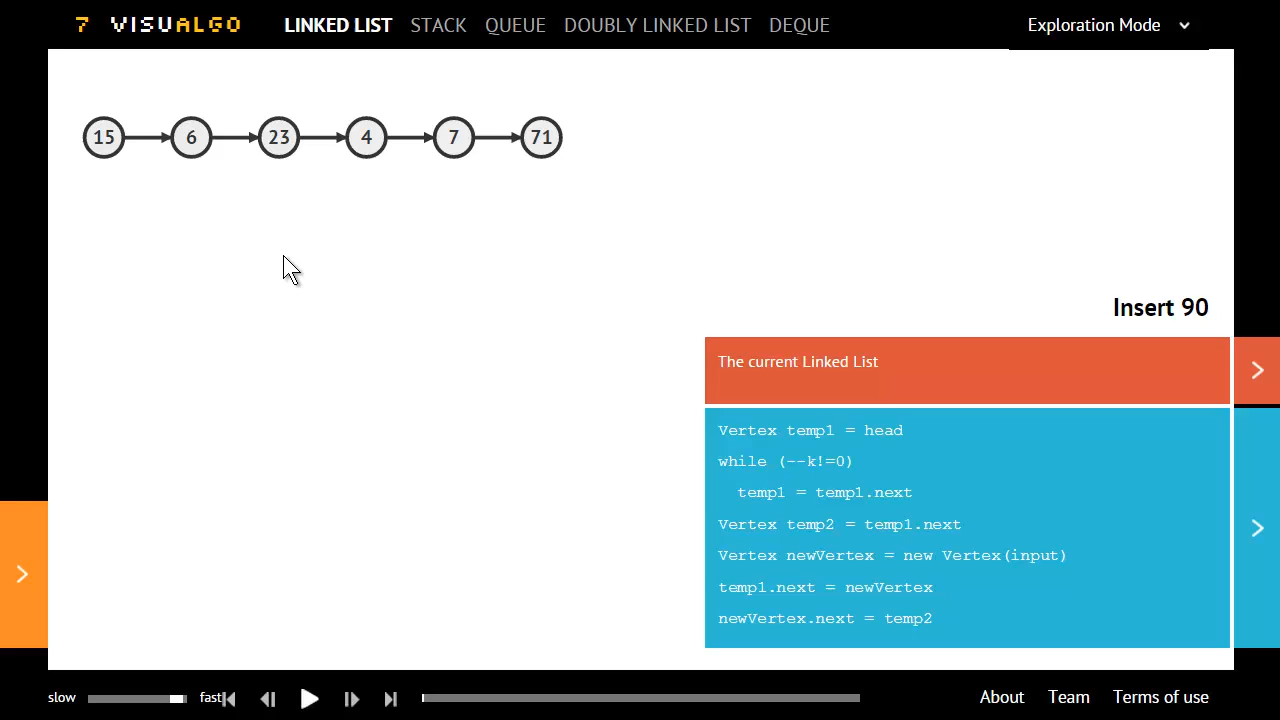 7 VISUALGO LINKED LIST STACK QUEUE DOUBLY LINKED LIST DEQUE Exploration Mode
15 6 23 4 7 71
Insert 90
The current Linked List
Vertex temp1 = head
while (--k!=0)
temp1 = temp1.next
Vertex temp2 = temp1.next
Vertex newVertex = new Vertex(input)
temp1.next = newVertex
newVertex.next = temp2
slow fast About Team Terms of use